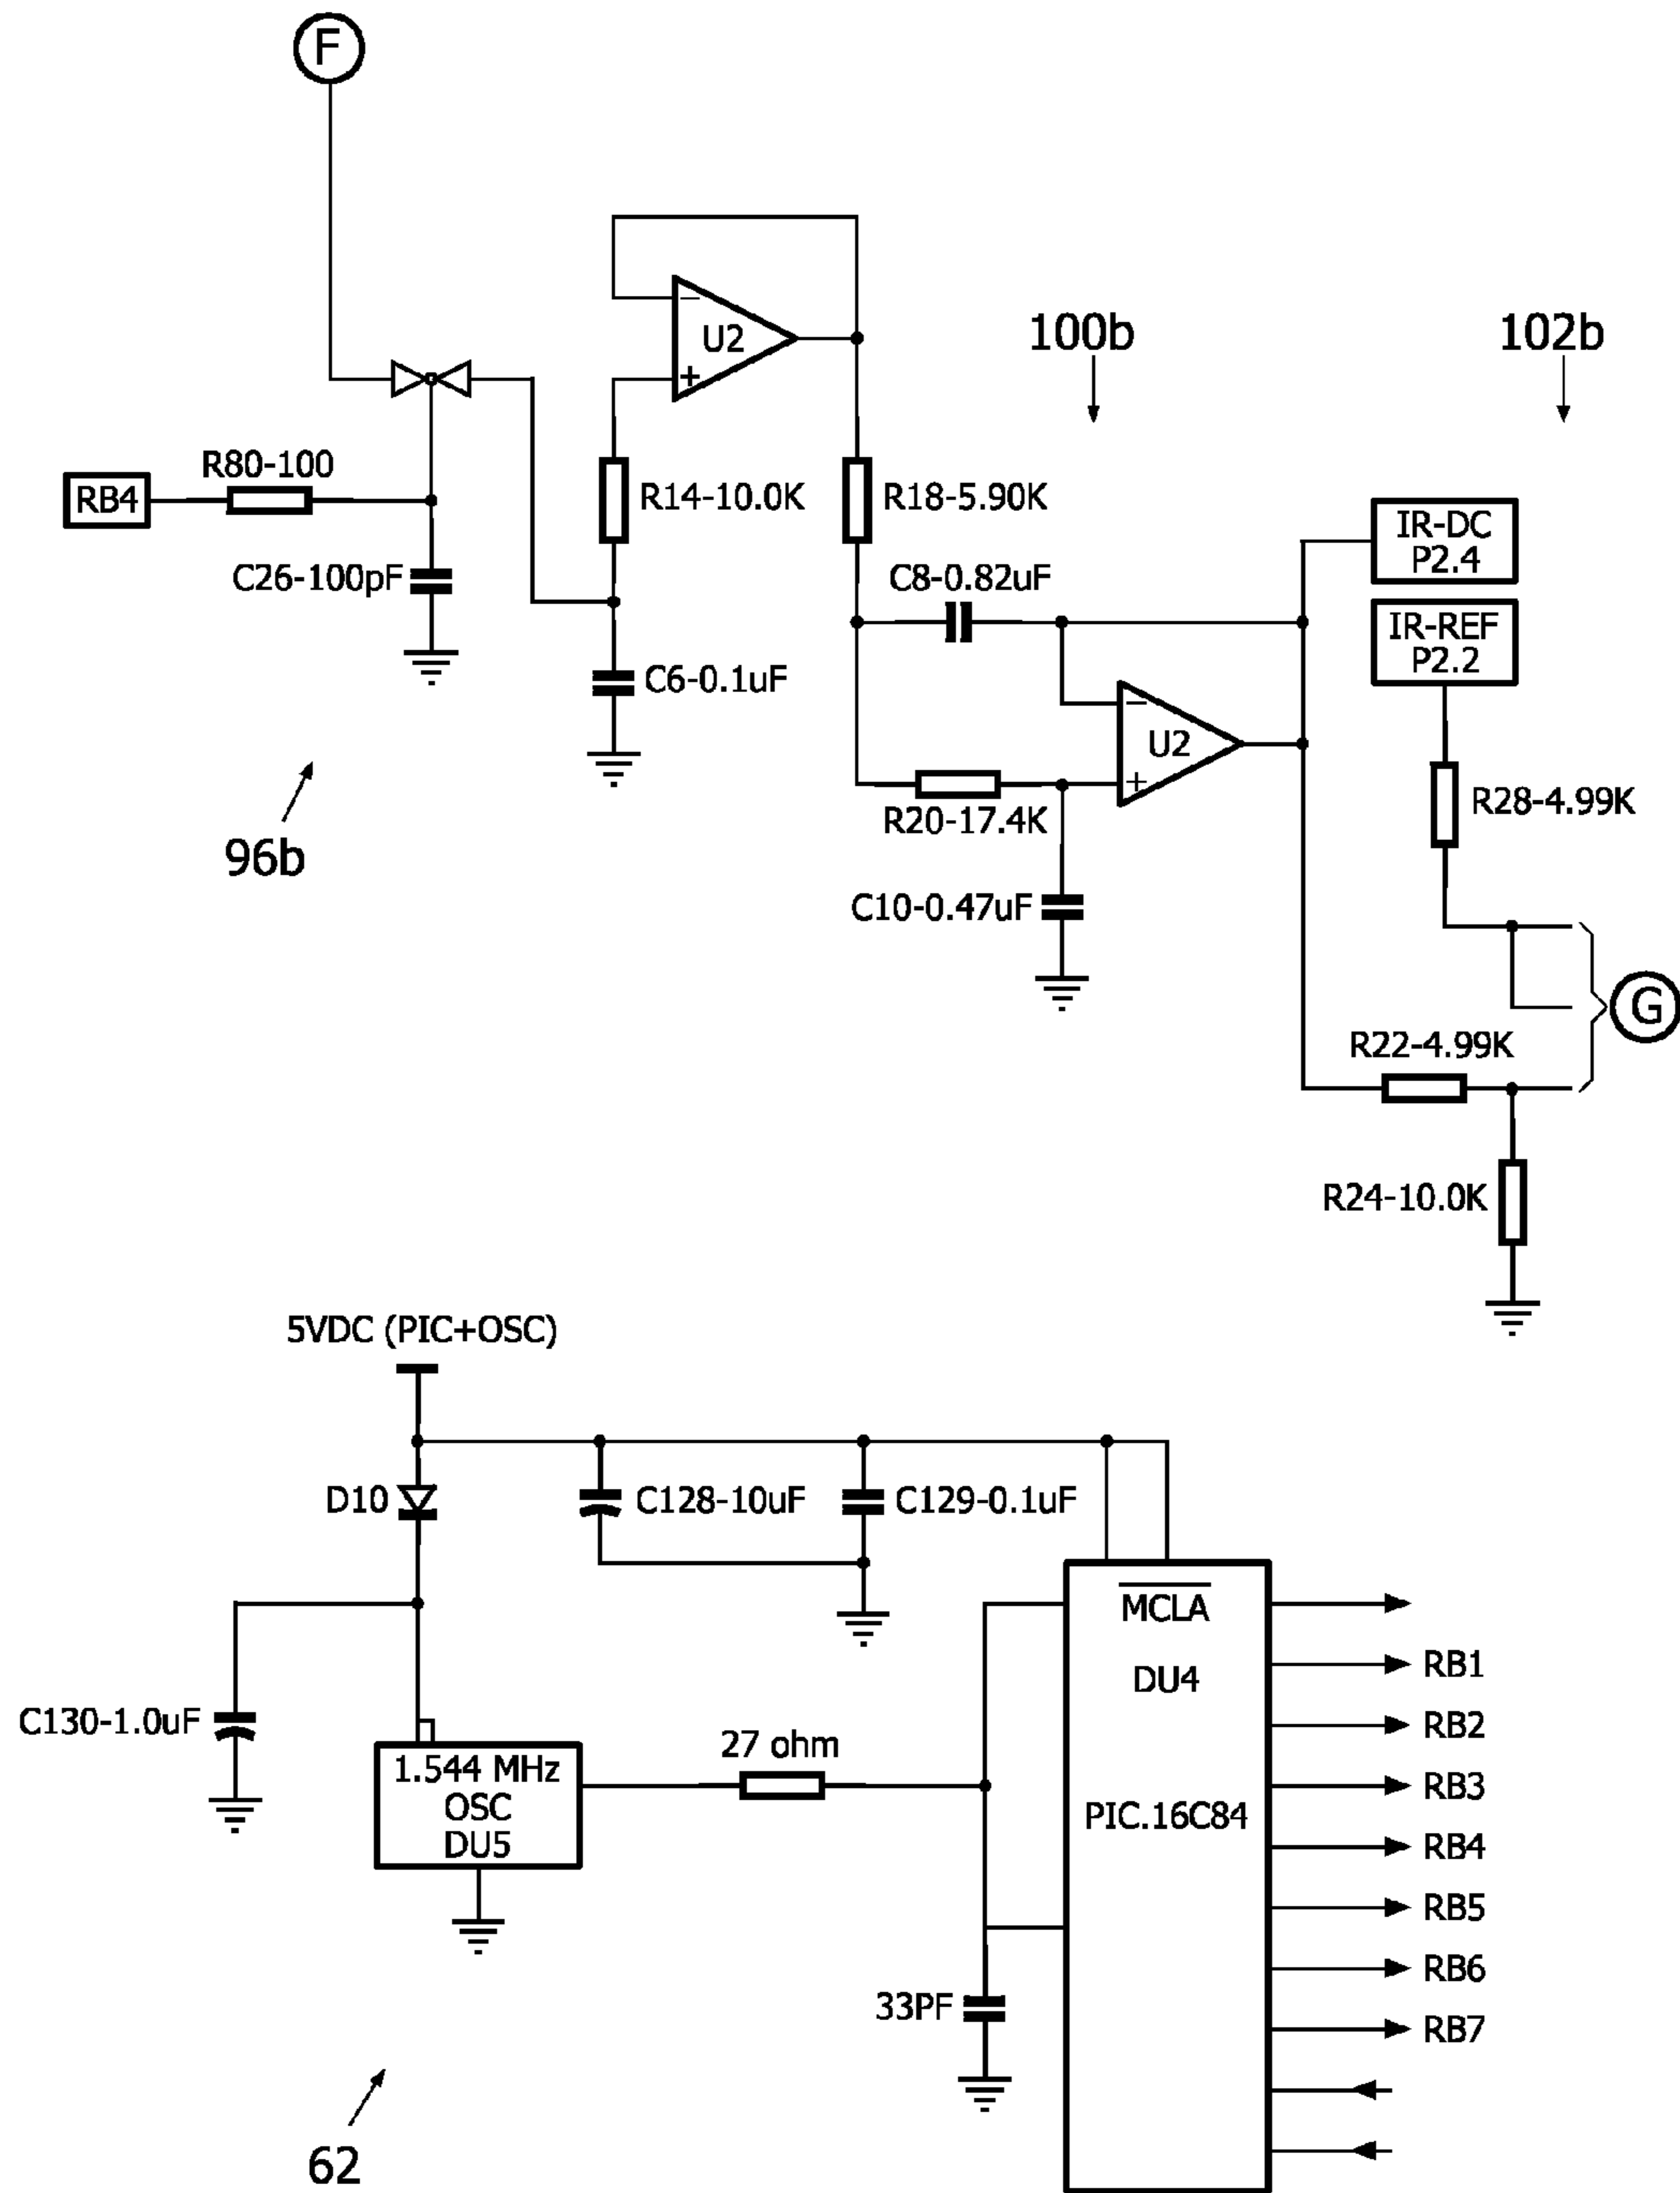 F
U2
100b
102b
R80-100
RB4
R14-10.0K
R18-5.90K
IR-DC
P2.4
C26-100pF
C8-0.82uF
IR-REF
P2.2
C6-0.1uF
U2
R28-4.99K
R20-17.4K
96b
C10-0.47uF
G
R22-4.99K
R24-10.0K
5VDC (PIC+OSC)
D10
C128-10uF
C129-0.1uF
MCLA
DU4
RB1
C130-1.0uF
27 ohm
RB2
1.544 MHz
OSC
DU5
RB3
PIC.16C84
RB4
RB5
RB6
33PF
RB7
62